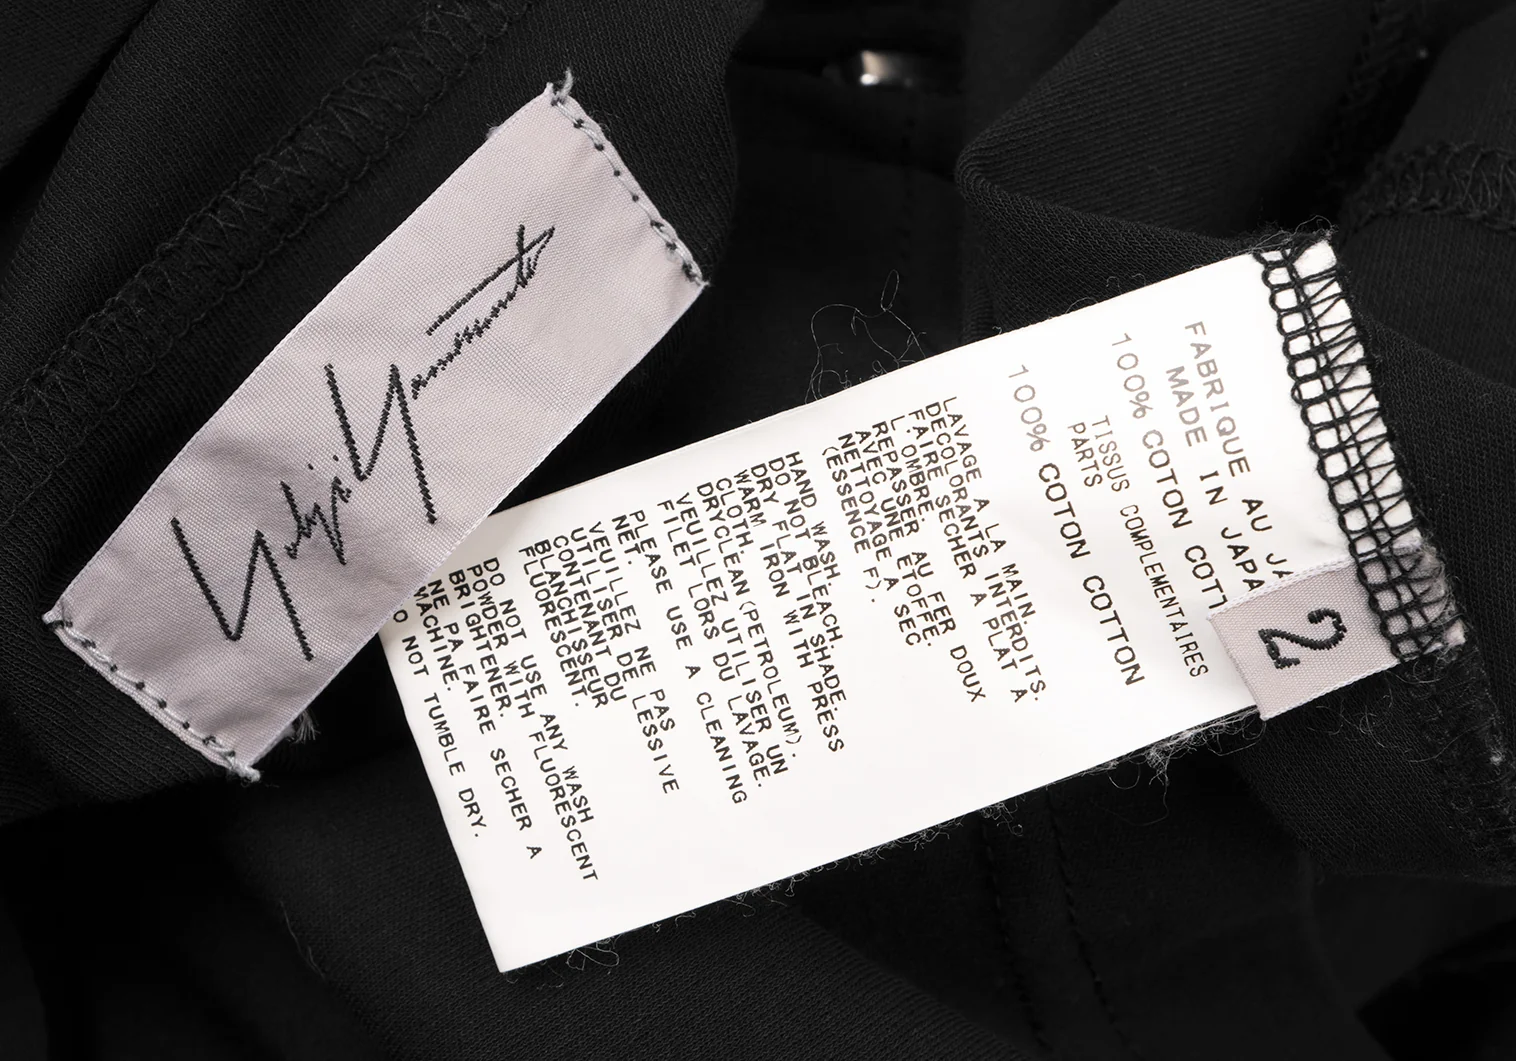 Yohji Yamamoto
FABRIQUE AU JA
MADE IN JAPA
100% COTON COTT
TISSUS COMPLEMENTAIRES
PARTS
100% COTON COTTON
LAVAGE A LA MAIN.
DECOLORANTS INTERDITS.
FAIRE SECHER A PLAT A
L'OMBRE.
REPASSER AU FER DOUX
AVEC UNE ETOFFE.
NETTOYAGE A SEC
(ESSENCE F).
HAND WASH.
DO NOT BLEACH.
DRY FLAT IN SHADE.
WARM IRON WITH PRESS
CLOTH.
DRYCLEAN(PETROLEUM).
VEUILLEZ UTILISER UN
FILET LORS DU LAVAGE.
PLEASE USE A CLEANING
NET.
VEUILLEZ NE PAS
UTILISER DE LESSIVE
CONTENANT DU
BLANCHISSEUR
FLUORESCENT.
DO NOT USE ANY WASH
POWDER WITH FLUORESCENT
BRIGHTENER.
NE PA FAIRE SECHER A
MACHINE.
O NOT TUMBLE DRY.
2